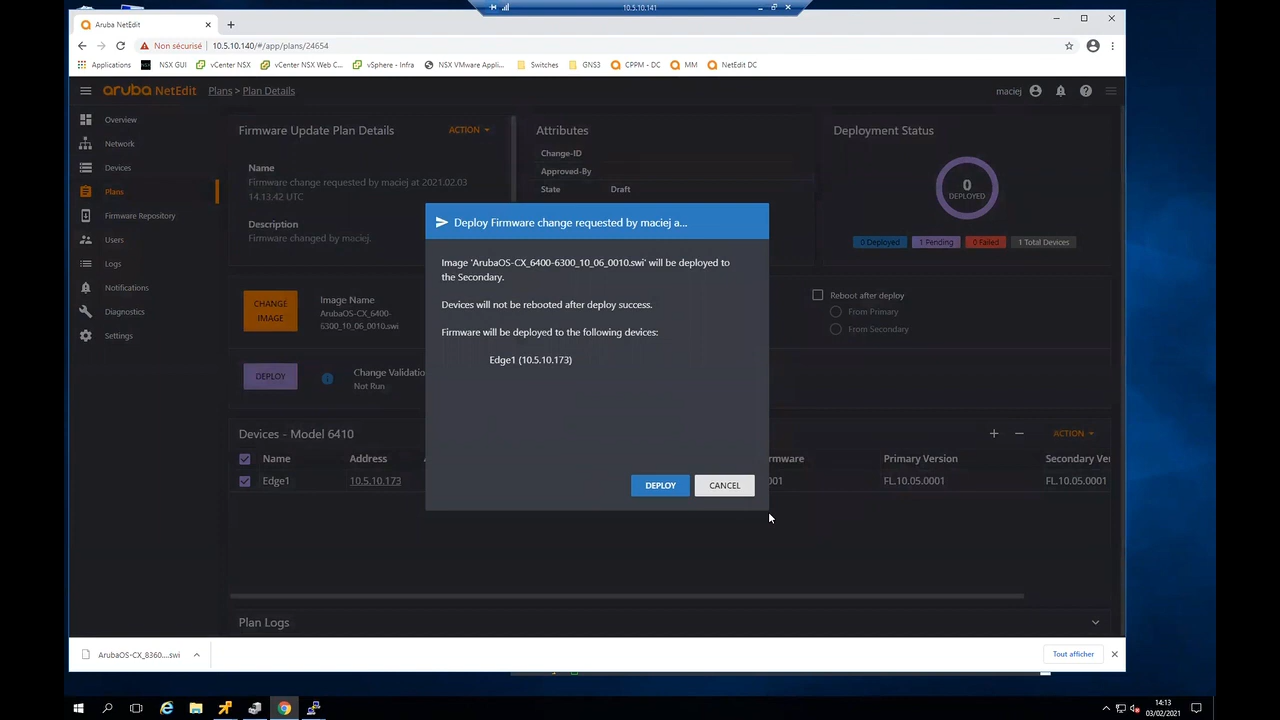 10.5.10.141
Aruba NetEdit
Non sécurisé
10.5.10.140/#/app/plans/24654
Applications
NSX GUI
vCenter NSX
vCenter NSX Web C...
vSphere - Infra
NSX VMware Appli...
Switches
GNS3
CPPM - DC
MM
NetEdit DC
aruba NetEdit
Plans > Plan Details
maciej
Overview
Network
Devices
Plans
Firmware Repository
Users
Logs
Notifications
Diagnostics
Settings
Firmware Update Plan Details
ACTION
Name
Firmware change requested by maciej at 2021.02.03
14.13.42 UTC
Description
Firmware changed by maciej.
Attributes
Change-ID
Approved-By
State Draft
Deployment Status
0
DEPLOYED
0 Deployed
1 Pending
0 Failed
1 Total Devices
CHANGE
IMAGE
Image Name
ArubaOS-CX_6400-
6300_10_06_0010.swi
Reboot after deploy
From Primary
From Secondary
DEPLOY
Change Validatio
Not Run
Deploy Firmware change requested by maciej a...
Image 'ArubaOS-CX_6400-6300_10_06_0010.swi' will be deployed to
the Secondary.
Devices will not be rebooted after deploy success.
Firmware will be deployed to the following devices:
Edge1 (10.5.10.173)
DEPLOY
CANCEL
Devices - Model 6410
ACTION
Name Address
rmware Primary Version Secondary Ver
Edge1 10.5.10.173
001 FL.10.05.0001 FL.10.05.0001
Plan Logs
ArubaOS-CX_8360....swi
Tout afficher
14:13
03/02/2021